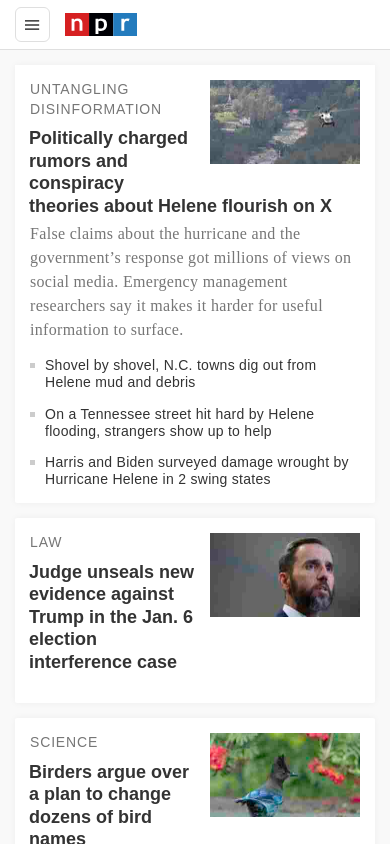 npr
UNTANGLING
DISINFORMATION
Politically charged
rumors and
conspiracy
theories about Helene flourish on X
False claims about the hurricane and the
government’s response got millions of views on
social media. Emergency management
researchers say it makes it harder for useful
information to surface.
Shovel by shovel, N.C. towns dig out from
Helene mud and debris
On a Tennessee street hit hard by Helene
flooding, strangers show up to help
Harris and Biden surveyed damage wrought by
Hurricane Helene in 2 swing states
LAW
Judge unseals new
evidence against
Trump in the Jan. 6
election
interference case
SCIENCE
Birders argue over
a plan to change
dozens of bird
names